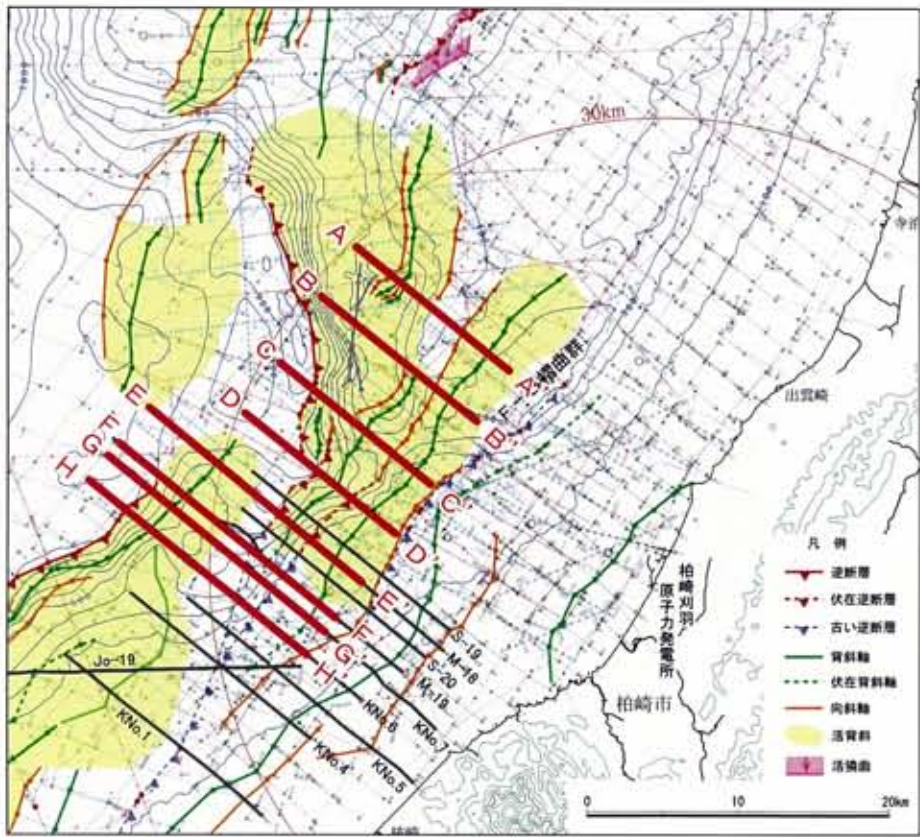 30km
A
B
C
D
E
F
G
H
A'
F-B褶曲群
B'
C'
D'
E'
F'
G'
H'
出雲崎
凡 例
逆断層
伏在逆断層
古い逆断層
背斜軸
伏在背斜軸
向斜軸
活背斜
活撓曲
柏崎刈羽
原子力発電所
柏崎市
S-19
M-18
S-20
M-19
KNo.7
KNo.6
KNo.5
KNo.4
KNo.1
Jo-19
0 10 20km